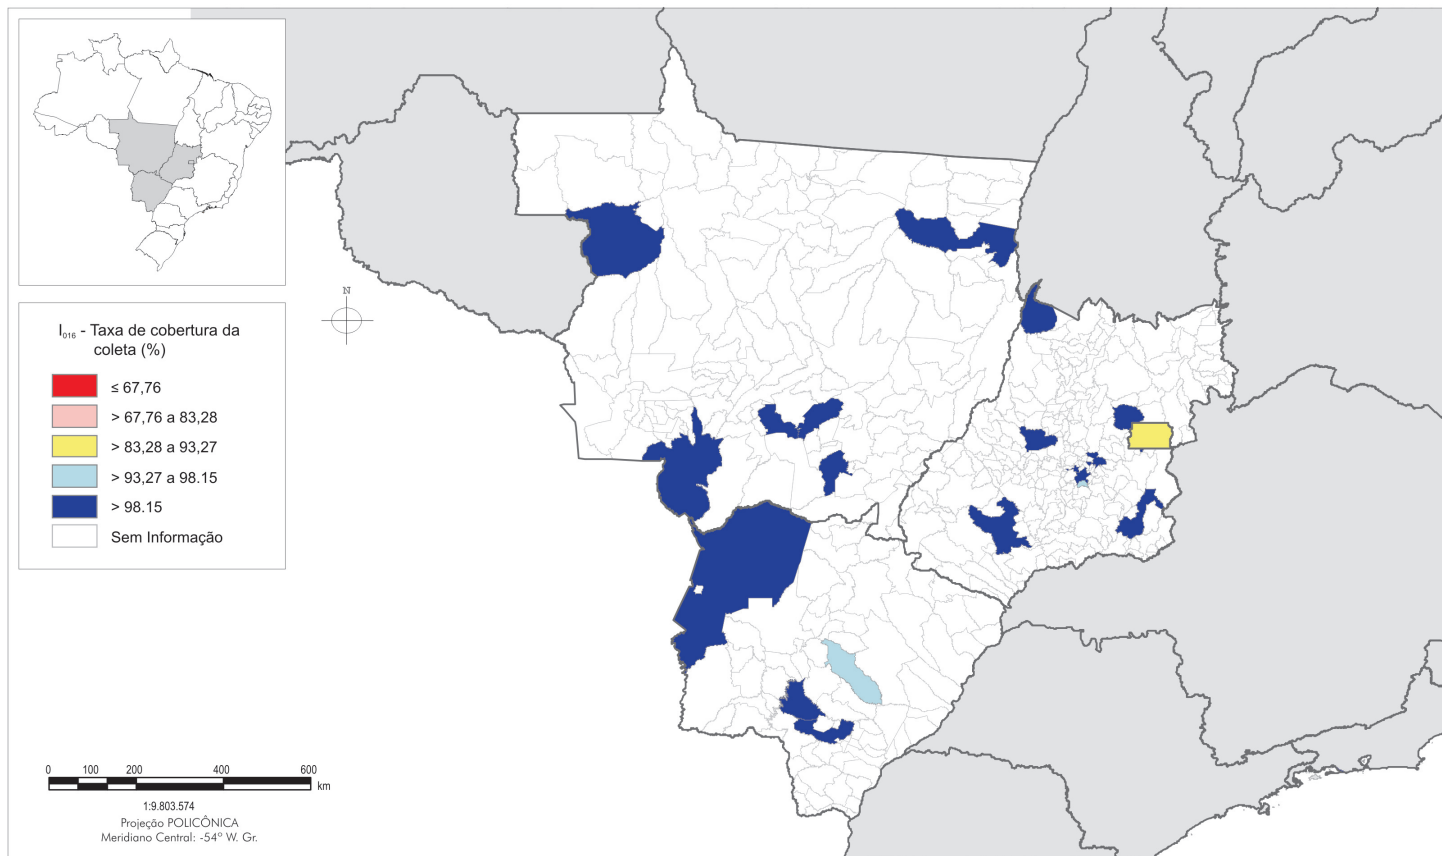 I016 - Taxa de cobertura da
coleta (%)
≤ 67,76
> 67,76 a 83,28
> 83,28 a 93,27
> 93,27 a 98.15
> 98.15
Sem Informação
N
0 100 200 400 600
km
1:9.803.574
Projeção POLICÔNICA
Meridiano Central: -54º W. Gr.